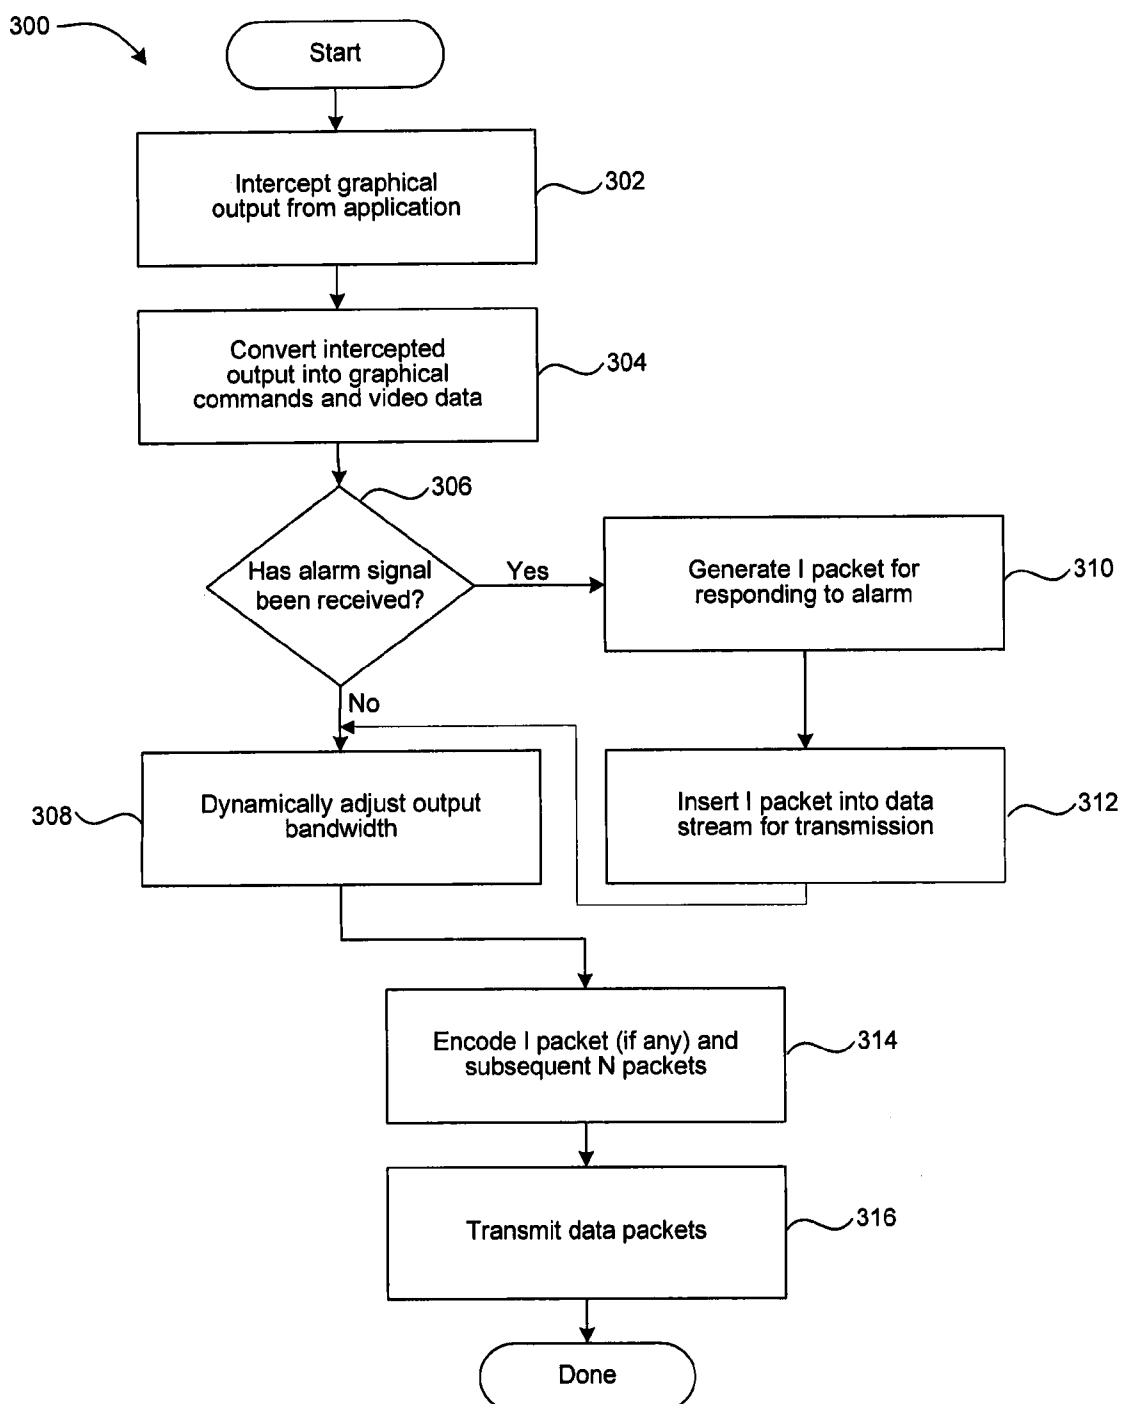 300
Start
Intercept graphical
output from application
302
Convert intercepted
output into graphical
commands and video data
304
306
Has alarm signal
been received?
Yes
Generate I packet for
responding to alarm
310
No
308
Dynamically adjust output
bandwidth
Insert I packet into data
stream for transmission
312
Encode I packet (if any) and
subsequent N packets
314
Transmit data packets
316
Done